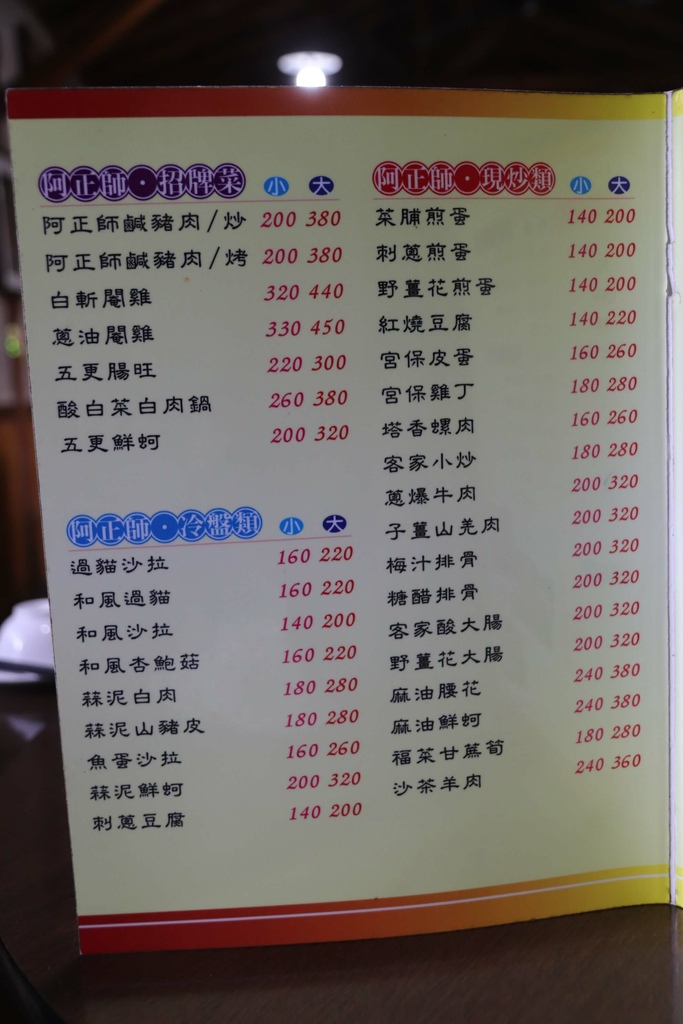 阿正師•招牌菜 小 大
阿正師鹹豬肉/炒 200 380
阿正師鹹豬肉/烤 200 380
白斬閹雞 320 440
蔥油閹雞 330 450
五更腸旺 220 300
酸白菜白肉鍋 260 380
五更鮮蚵 200 320
阿正師•冷盤類 小 大
過貓沙拉 160 220
和風過貓 160 220
和風沙拉 140 200
和風杏鮑菇 160 220
蒜泥白肉 180 280
蒜泥山豬皮 180 280
魚蛋沙拉 160 260
蒜泥鮮蚵 200 320
刺蔥豆腐 140 200
阿正師•現炒類 小 大
菜脯煎蛋 140 200
刺蔥煎蛋 140 200
野薑花煎蛋 140 200
紅燒豆腐 140 220
宮保皮蛋 160 260
宮保雞丁 180 280
塔香螺肉 160 260
客家小炒 180 280
蔥爆牛肉 200 320
子薑山羌肉 200 320
梅汁排骨 200 320
糖醋排骨 200 320
客家酸大腸 200 320
野薑花大腸 200 320
麻油腰花 240 380
麻油鮮蚵 240 380
福菜甘蔗筍 180 280
沙茶羊肉 240 360